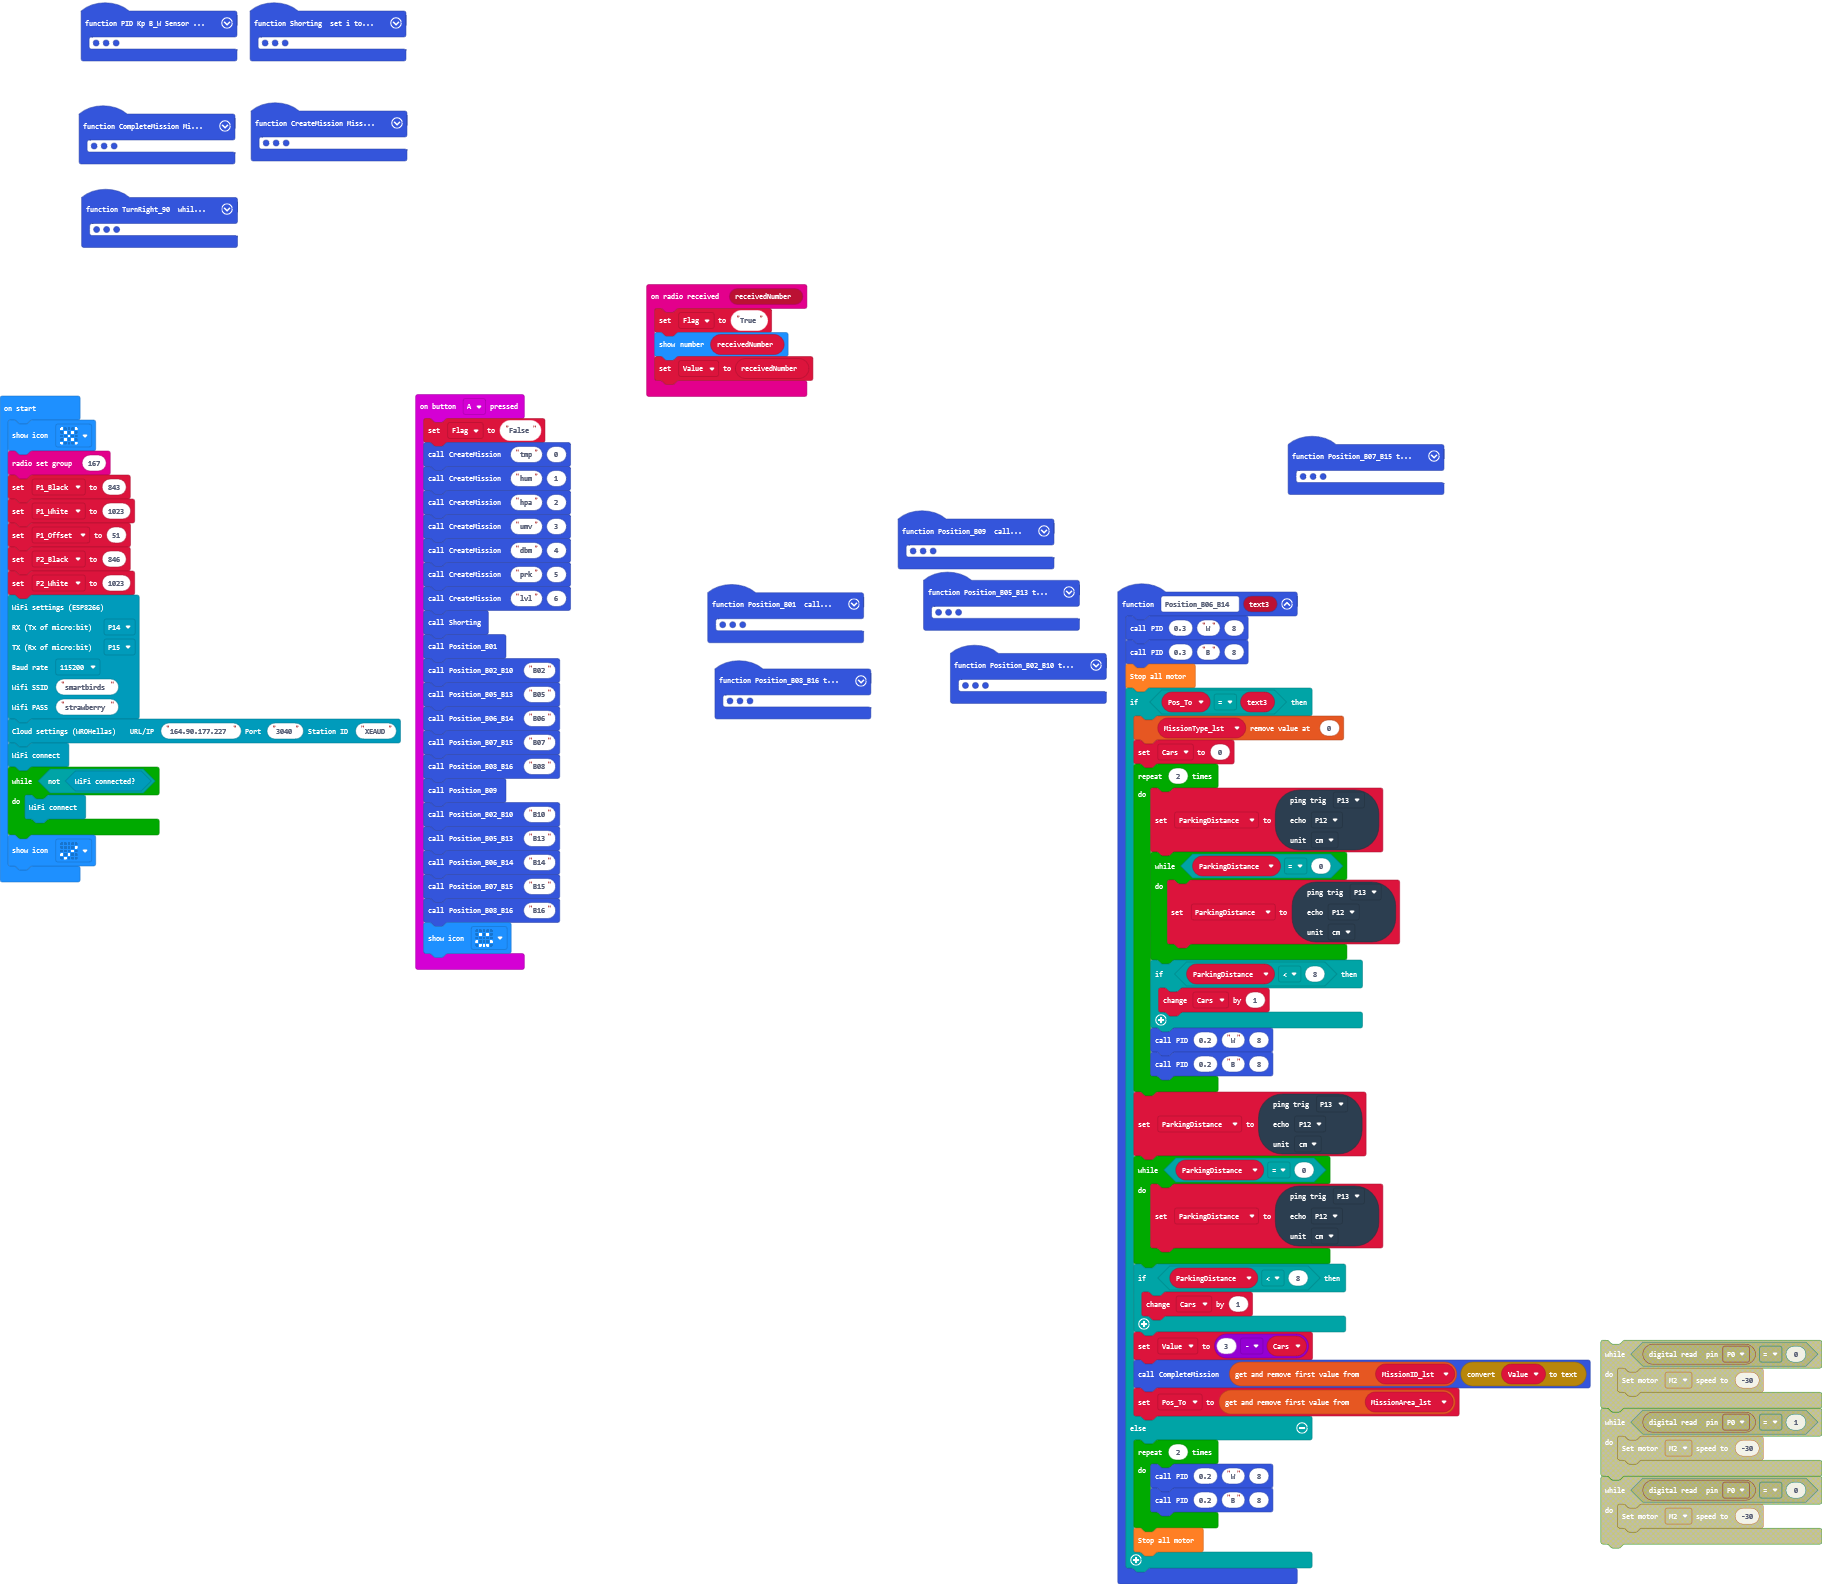 function PID Kp B_W Sensor ...
function Shorting set i to...
function CompleteMission Mi...
function CreateMission Miss...
function TurnRight_90 whil...
on radio received receivedNumber
set Flag to "True"
show number receivedNumber
set Value to receivedNumber
on start
show icon
radio set group 167
set P1_Black to 843
set P1_White to 1023
set P1_Offset to 51
set P2_Black to 846
set P2_White to 1023
WiFi settings (ESP8266)
RX (Tx of micro:bit) P14
TX (Rx of micro:bit) P15
Baud rate 115200
Wifi SSID "smartbirds"
Wifi PASS "strawberry"
Cloud settings (WROHellas) URL/IP "164.90.177.227" Port "3040" Station ID "XEAUD"
WiFi connect
while not WiFi connected?
do WiFi connect
show icon
on button A pressed
set Flag to "False"
call CreateMission "tmp" 0
call CreateMission "hum" 1
call CreateMission "hpa" 2
call CreateMission "umv" 3
call CreateMission "dbm" 4
call CreateMission "prk" 5
call CreateMission "lvl" 6
call Shorting
call Position_B01
call Position_B02_B10 "B02"
call Position_B05_B13 "B05"
call Position_B06_B14 "B06"
call Position_B07_B15 "B07"
call Position_B08_B16 "B08"
call Position_B09
call Position_B02_B10 "B10"
call Position_B05_B13 "B13"
call Position_B06_B14 "B14"
call Position_B07_B15 "B15"
call Position_B08_B16 "B16"
show icon
function Position_B07_B15 t...
function Position_B09 call...
function Position_B05_B13 t...
function Position_B01 call...
function Position_B02_B10 t...
function Position_B08_B16 t...
function Position_B06_B14 text3
call PID 0.3 "W" 8
call PID 0.3 "B" 8
Stop all motor
if Pos_To = text3 then
MissionType_lst remove value at 0
set Cars to 0
repeat 2 times
do
set ParkingDistance to ping trig P13
echo P12
unit cm
while ParkingDistance = 0
do
set ParkingDistance to ping trig P13
echo P12
unit cm
if ParkingDistance < 8 then
change Cars by 1
call PID 0.2 "W" 8
call PID 0.2 "B" 8
set ParkingDistance to ping trig P13
echo P12
unit cm
while ParkingDistance = 0
do
set ParkingDistance to ping trig P13
echo P12
unit cm
if ParkingDistance < 8 then
change Cars by 1
set Value to 3 - Cars
call CompleteMission get and remove first value from MissionID_lst convert Value to text
set Pos_To to get and remove first value from MissionArea_lst
else
repeat 2 times
do call PID 0.2 "W" 8
call PID 0.2 "B" 8
Stop all motor
while digital read pin P0 = 0
do Set motor M2 speed to -30
while digital read pin P0 = 1
do Set motor M2 speed to -30
while digital read pin P0 = 0
do Set motor M2 speed to -30